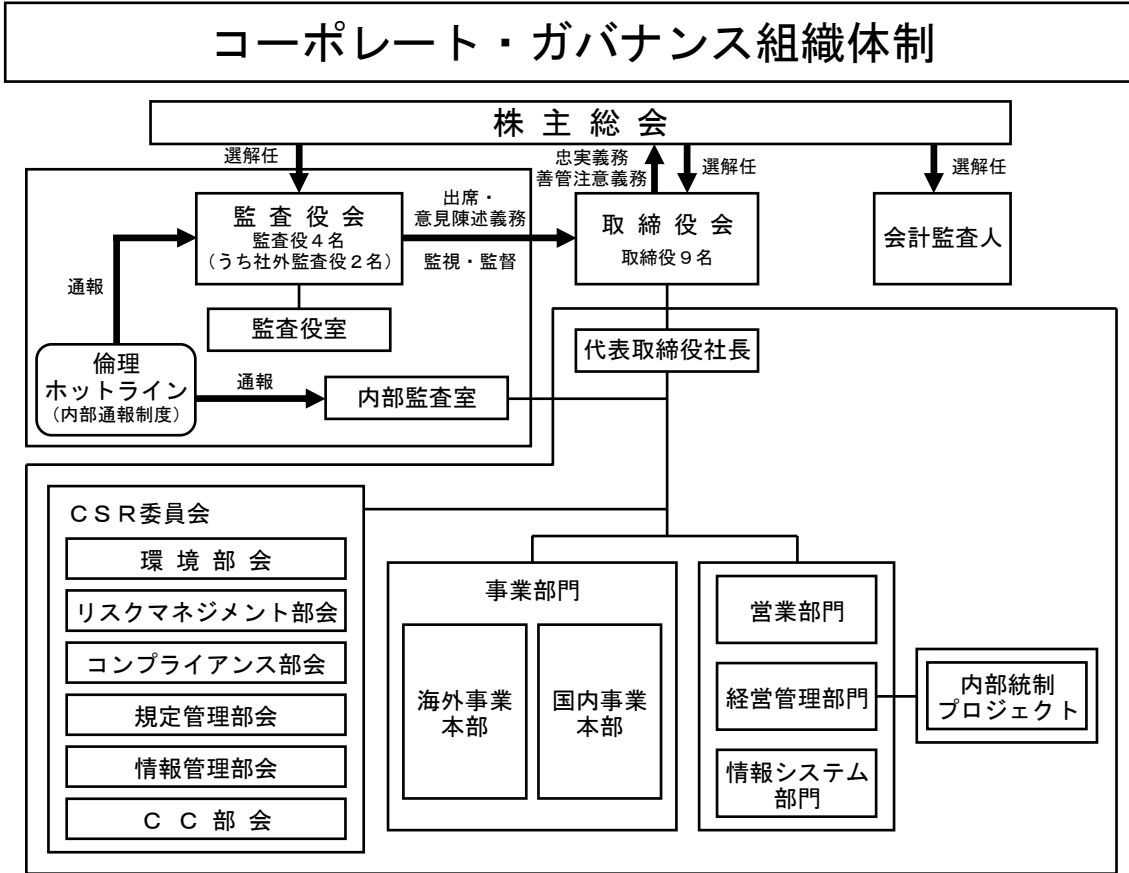 コーポレート・ガバナンス組織体制
株主総会
選解任
忠実義務
善管注意義務
選解任
選解任
監査役会
監査役４名
（うち社外監査役２名）
出席・
意見陳述義務
監視・監督
取締役会
取締役９名
会計監査人
通報
監査役室
代表取締役社長
倫理
ホットライン
（内部通報制度）
通報
内部監査室
ＣＳＲ委員会
環境部会
リスクマネジメント部会
コンプライアンス部会
規定管理部会
情報管理部会
ＣＣ部会
事業部門
海外事業
本部
国内事業
本部
営業部門
経営管理部門
情報システム
部門
内部統制
プロジェクト